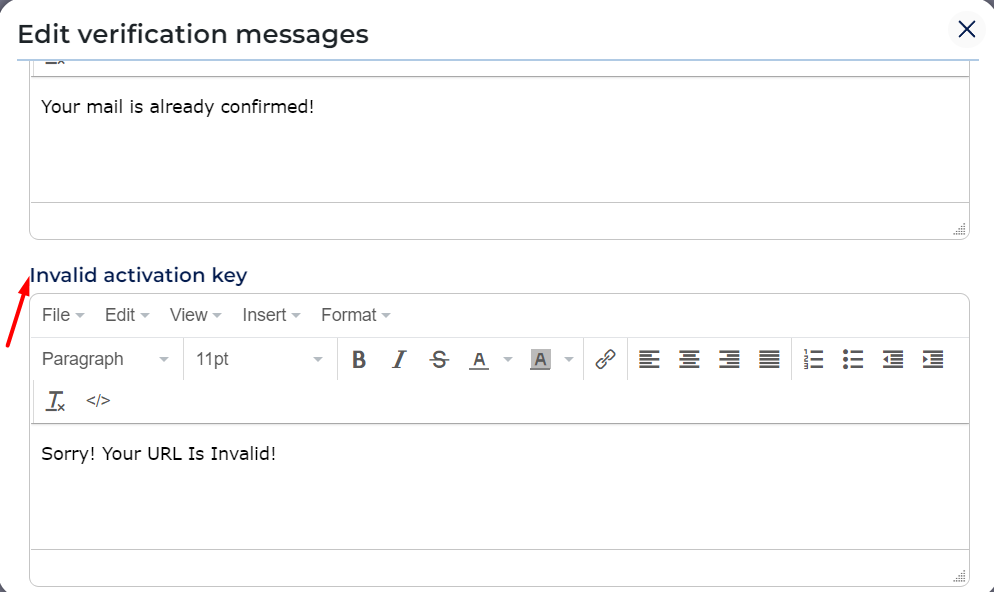 Edit verification messages
Your mail is already confirmed!
Invalid activation key
File Edit View Insert Format
Paragraph 11pt B I S A A
</>
Sorry! Your URL Is Invalid!